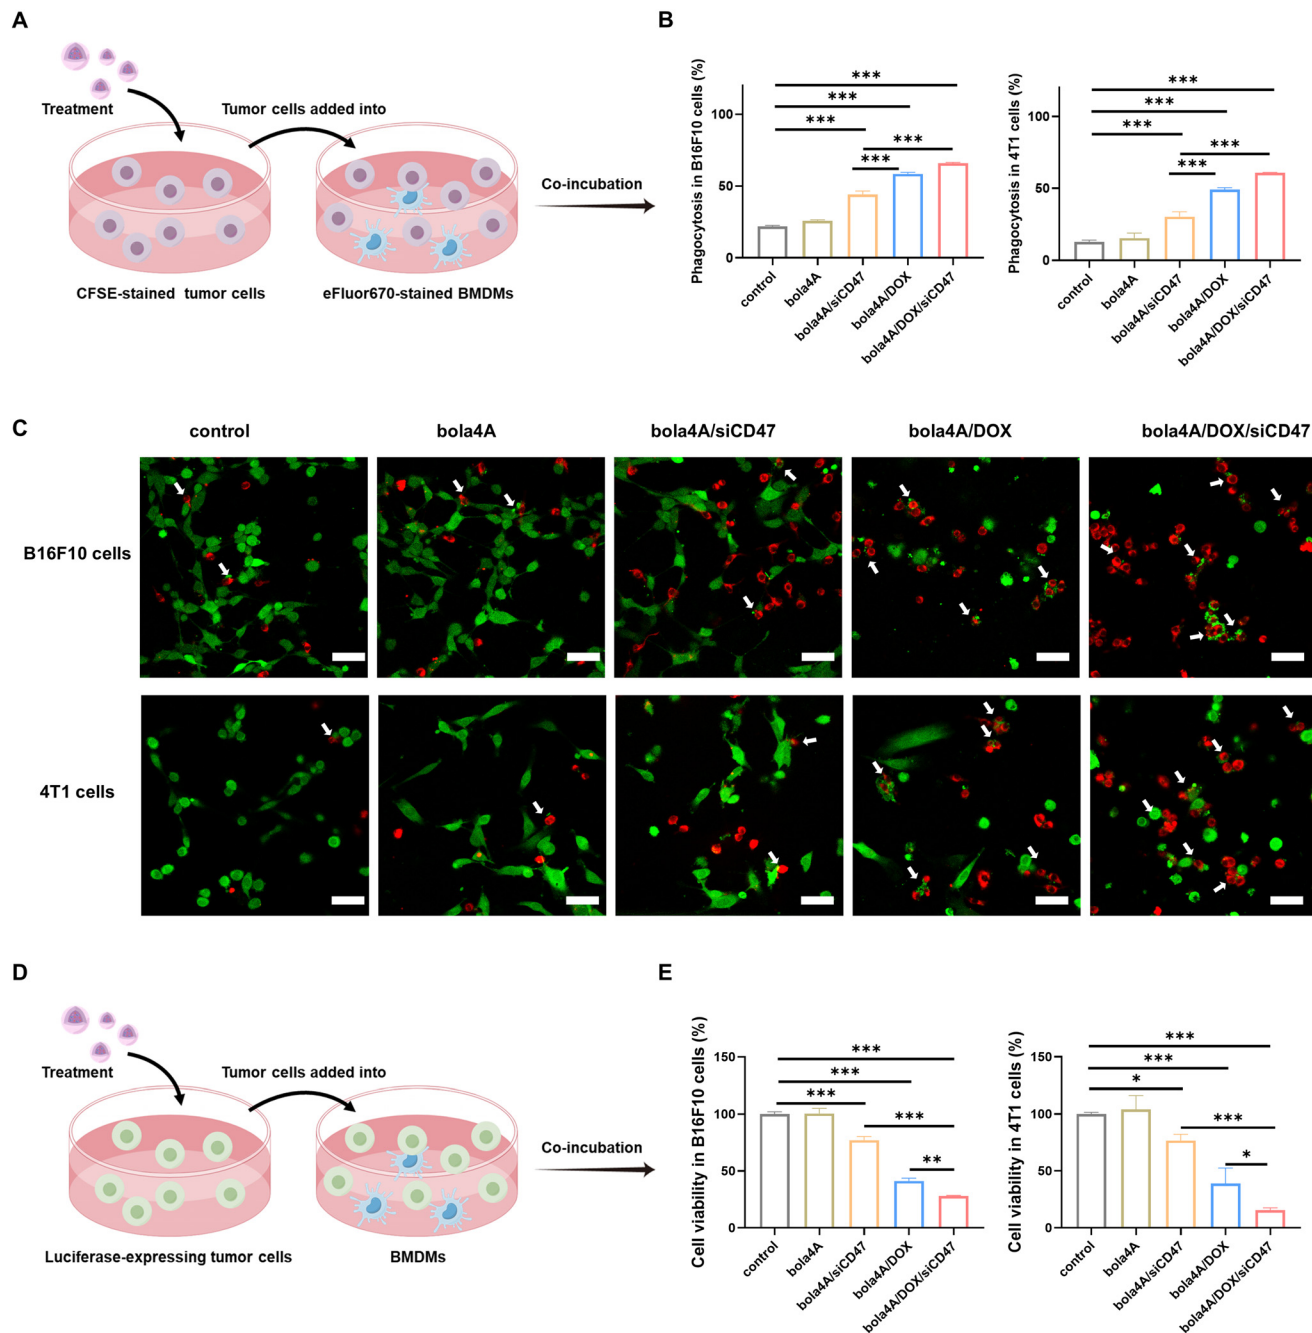 A
Treatment
Tumor cells added into
Co-incubation
CFSE-stained tumor cells
eFluor670-stained BMDMs
B
Phagocytosis in B16F10 cells (%)
100
50
0
***
***
***
***
***
control
bola4A
bola4A/siCD47
bola4A/DOX
bola4A/DOX/siCD47
Phagocytosis in 4T1 cells (%)
100
50
0
***
***
***
***
***
control
bola4A
bola4A/siCD47
bola4A/DOX
bola4A/DOX/siCD47
C
control
bola4A
bola4A/siCD47
bola4A/DOX
bola4A/DOX/siCD47
B16F10 cells
4T1 cells
D
Treatment
Tumor cells added into
Co-incubation
Luciferase-expressing tumor cells
BMDMs
E
Cell viability in B16F10 cells (%)
150
100
50
0
***
***
***
***
**
control
bola4A
bola4A/siCD47
bola4A/DOX
bola4A/DOX/siCD47
Cell viability in 4T1 cells (%)
150
100
50
0
***
***
*
***
*
control
bola4A
bola4A/siCD47
bola4A/DOX
bola4A/DOX/siCD47